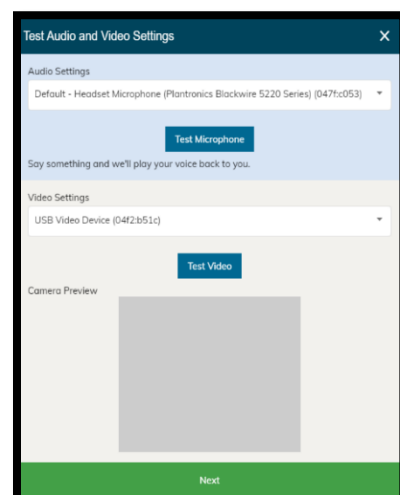 Test Audio and Video Settings X
Audio Settings
Default - Headset Microphone (Plantronics Blackwire 5220 Series) (047f:c053)
Test Microphone
Say something and we'll play your voice back to you.
Video Settings
USB Video Device (04f2:b51c)
Test Video
Camera Preview
Next